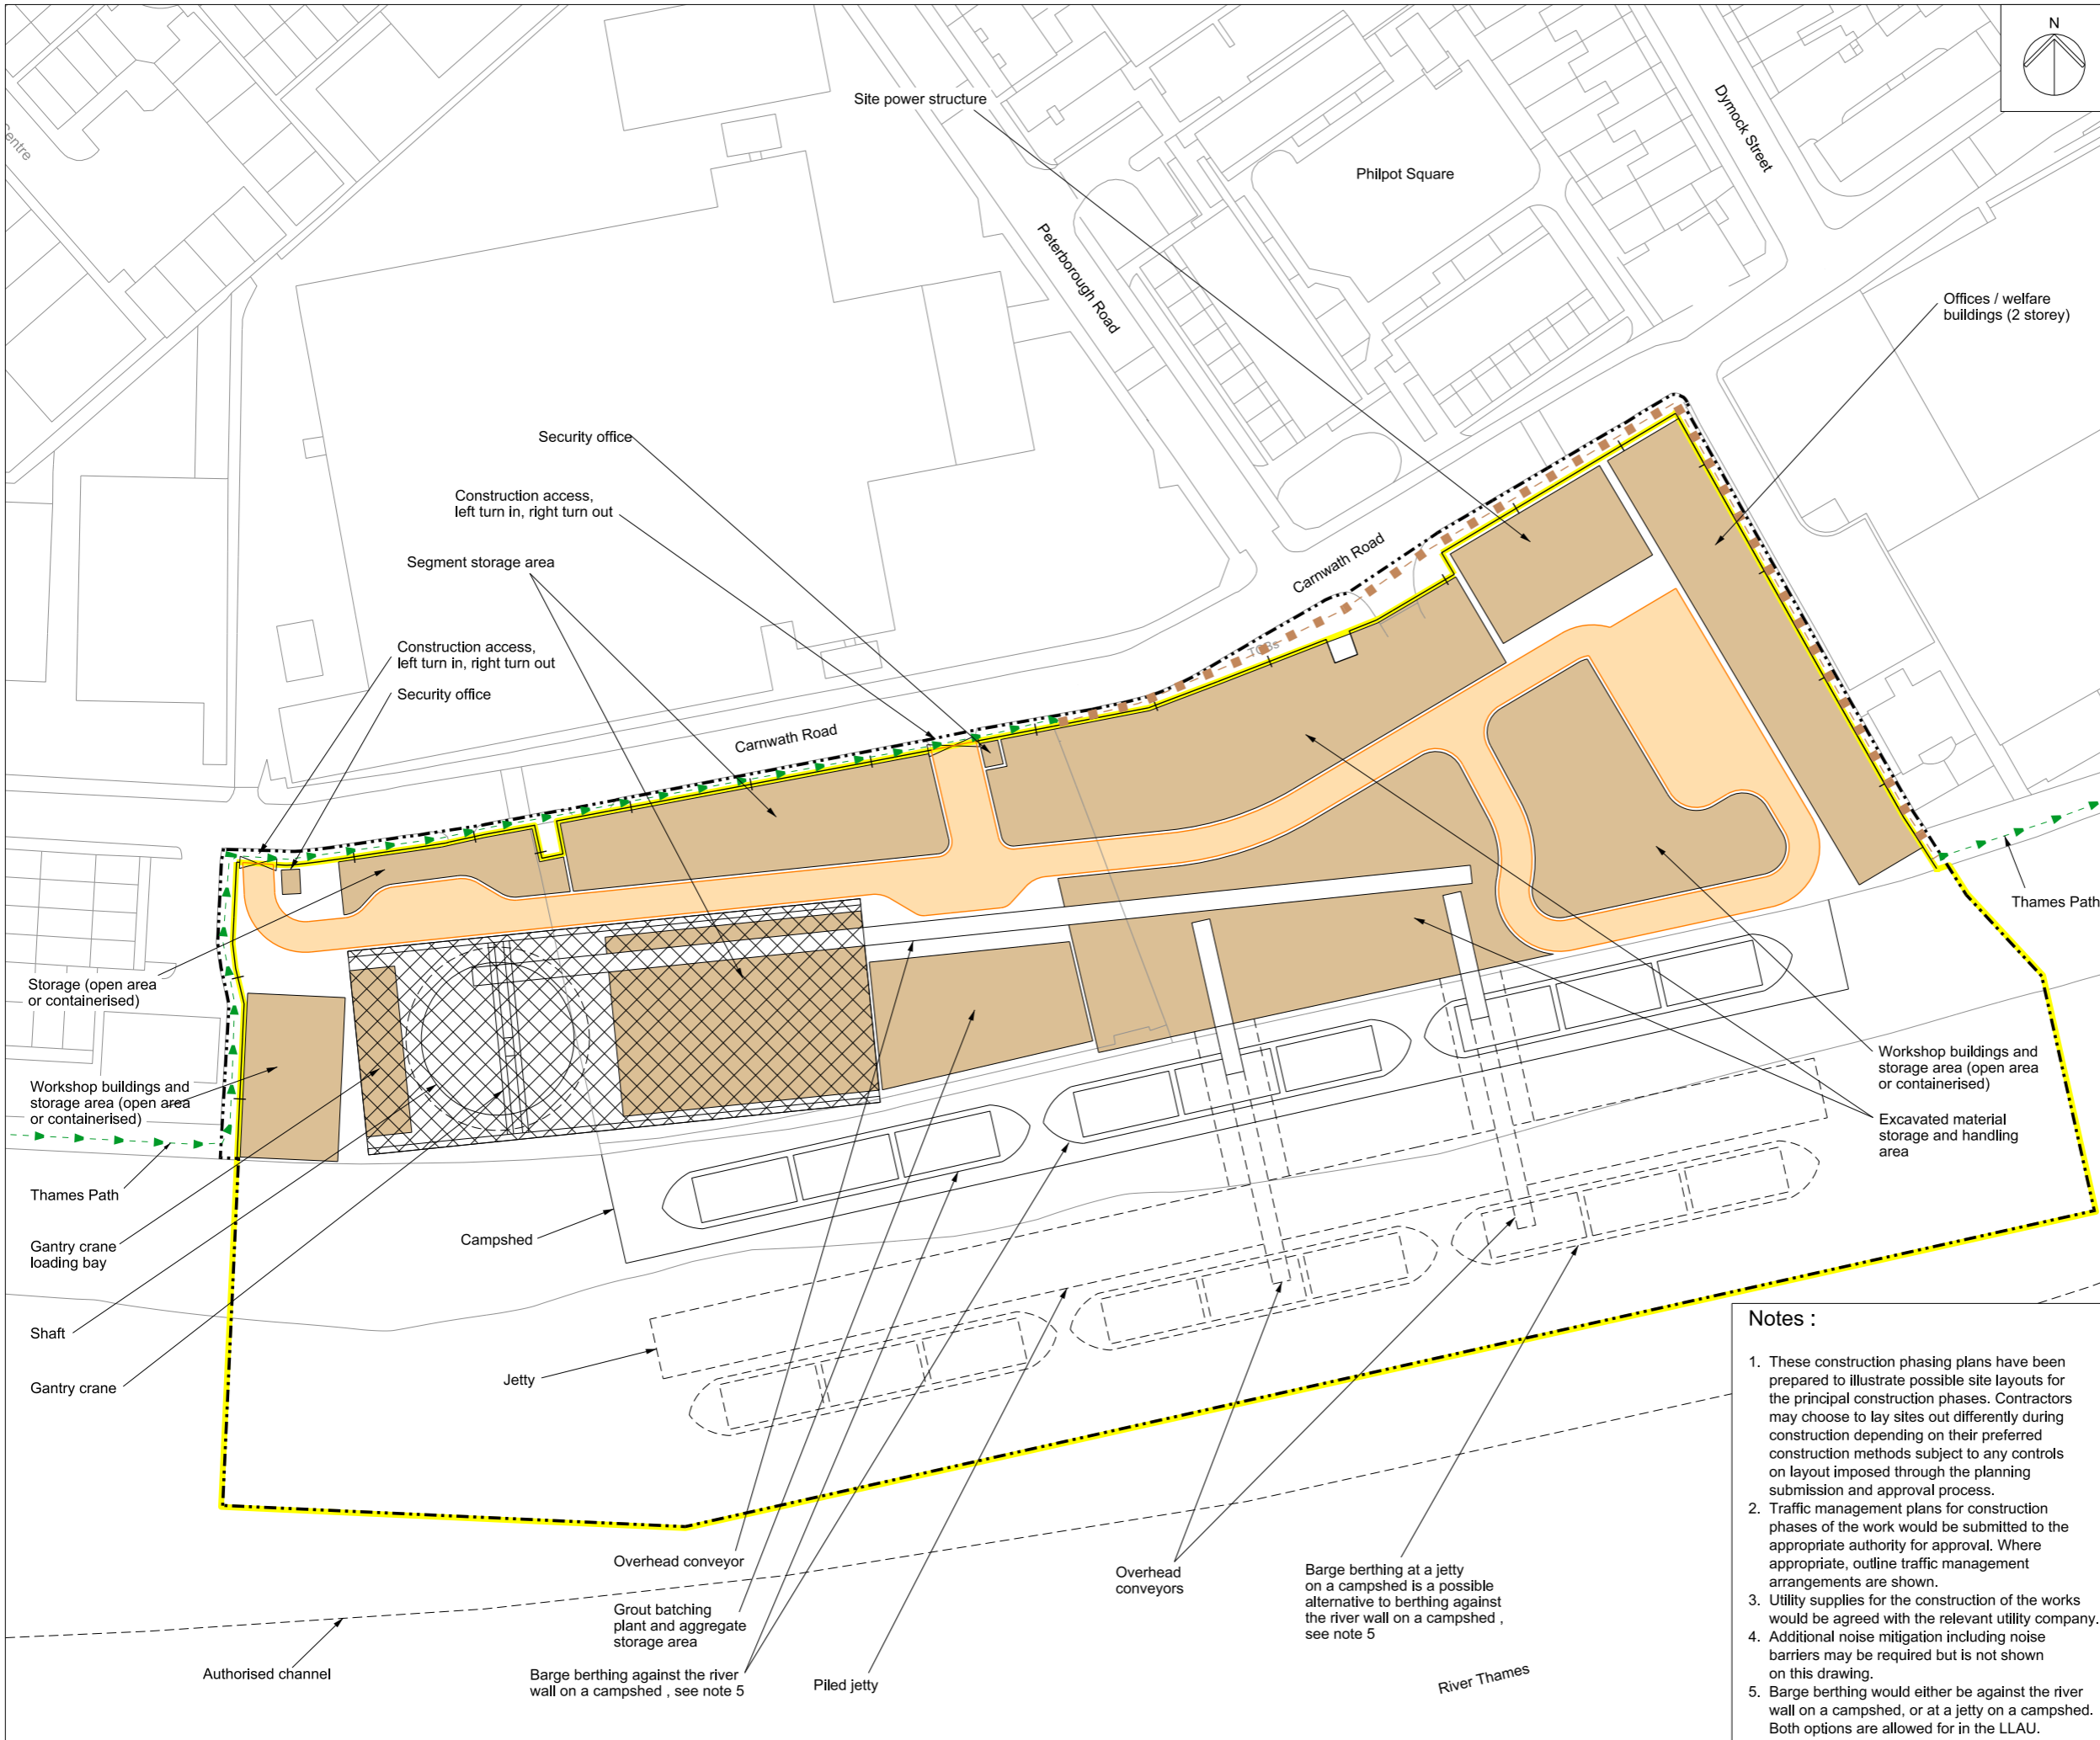 N
Site power structure
Dymock Street
Philpot Square
Centre
Peterborough Road
Offices / welfare
buildings (2 storey)
Security office
Construction access,
left turn in, right turn out
Segment storage area
Carnwath Road
Construction access,
left turn in, right turn out
TCBs
Security office
Carnwath Road
Thames Path
Storage (open area
or containerised)
Workshop buildings and
storage area (open area
or containerised)
Workshop buildings and
storage area (open area
or containerised)
Excavated material
storage and handling
area
Thames Path
Campshed
Gantry crane
loading bay
Shaft
Jetty
Gantry crane
Notes :
1. These construction phasing plans have been
prepared to illustrate possible site layouts for
the principal construction phases. Contractors
may choose to lay sites out differently during
construction depending on their preferred
construction methods subject to any controls
on layout imposed through the planning
submission and approval process.
2. Traffic management plans for construction
phases of the work would be submitted to the
appropriate authority for approval. Where
appropriate, outline traffic management
arrangements are shown.
3. Utility supplies for the construction of the works
would be agreed with the relevant utility company.
4. Additional noise mitigation including noise
barriers may be required but is not shown
on this drawing.
5. Barge berthing would either be against the river
wall on a campshed, or at a jetty on a campshed.
Both options are allowed for in the LLAU.
Overhead conveyor
Overhead
conveyors
Barge berthing at a jetty
on a campshed is a possible
alternative to berthing against
the river wall on a campshed ,
see note 5
Grout batching
plant and aggregate
storage area
Authorised channel
Barge berthing against the river
wall on a campshed , see note 5
Piled jetty
River Thames